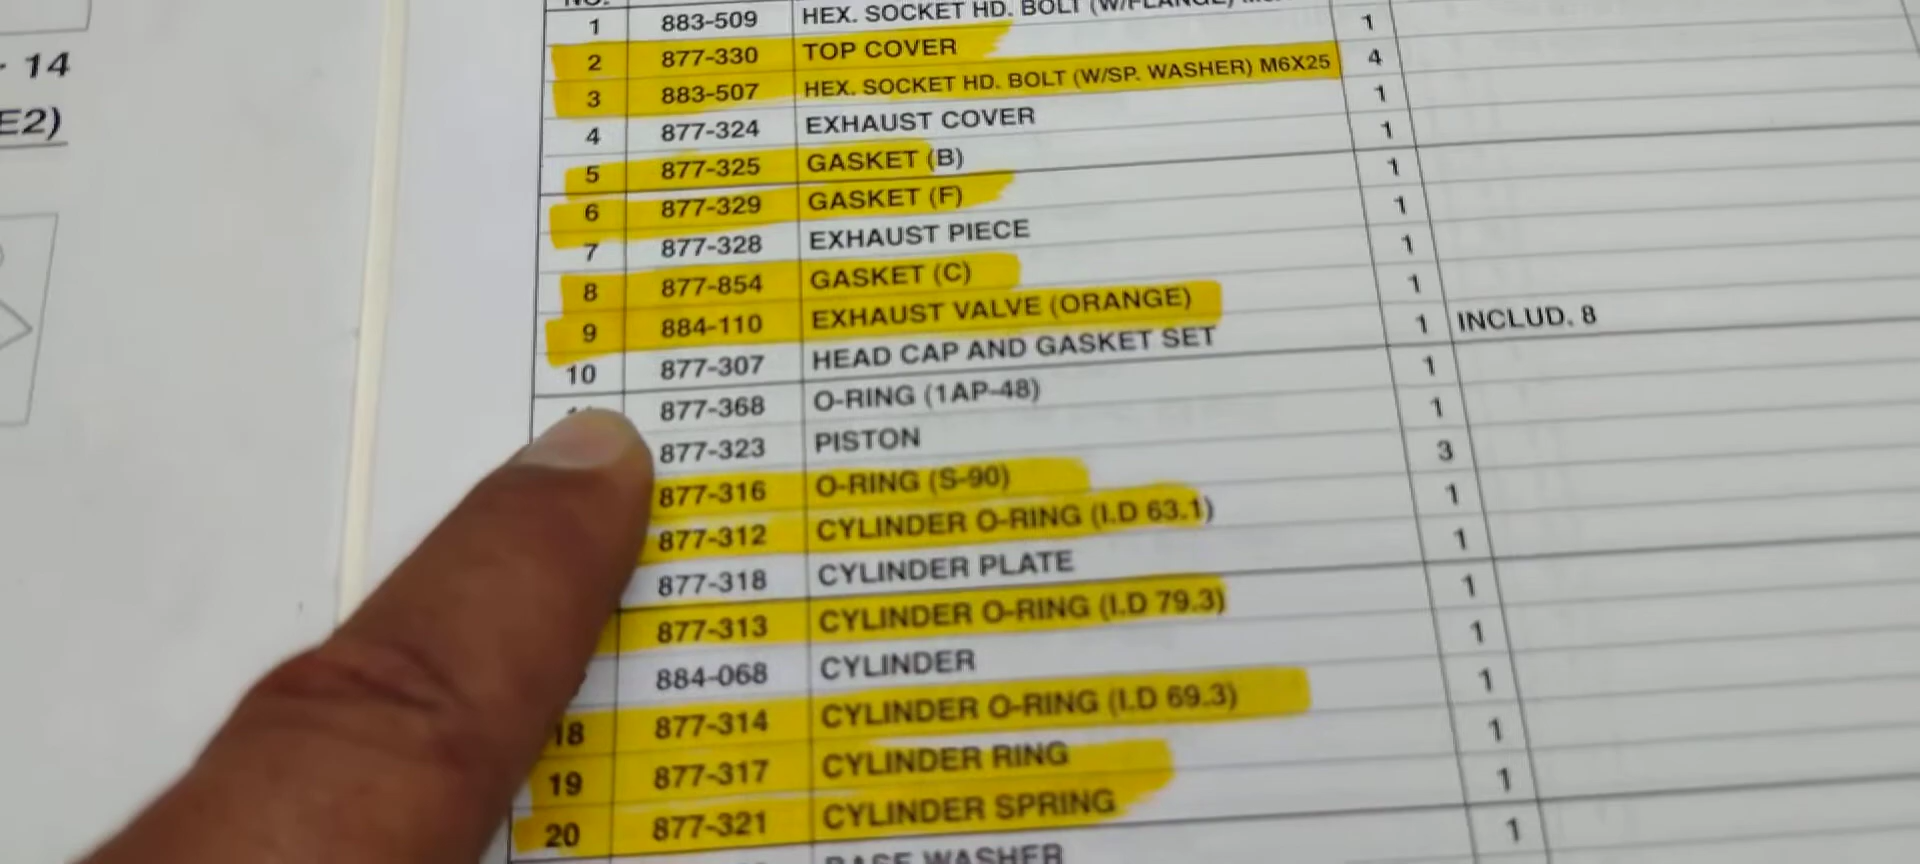 14
E2)
NO.
1 883-509 HEX. SOCKET HD. BOLT (W/FLANGE)
2 877-330 TOP COVER 1
3 883-507 HEX. SOCKET HD. BOLT (W/SP. WASHER) M6X25 4
4 877-324 EXHAUST COVER 1
5 877-325 GASKET (B) 1
6 877-329 GASKET (F) 1
7 877-328 EXHAUST PIECE 1
8 877-854 GASKET (C) 1
9 884-110 EXHAUST VALVE (ORANGE) 1
10 877-307 HEAD CAP AND GASKET SET 1 INCLUD. 8
877-368 O-RING (1AP-48) 1
877-323 PISTON 1
877-316 O-RING (S-90) 3
877-312 CYLINDER O-RING (I.D 63.1) 1
877-318 CYLINDER PLATE 1
877-313 CYLINDER O-RING (I.D 79.3) 1
884-068 CYLINDER 1
18 877-314 CYLINDER O-RING (I.D 69.3) 1
19 877-317 CYLINDER RING 1
20 877-321 CYLINDER SPRING 1
BASE WASHER 1